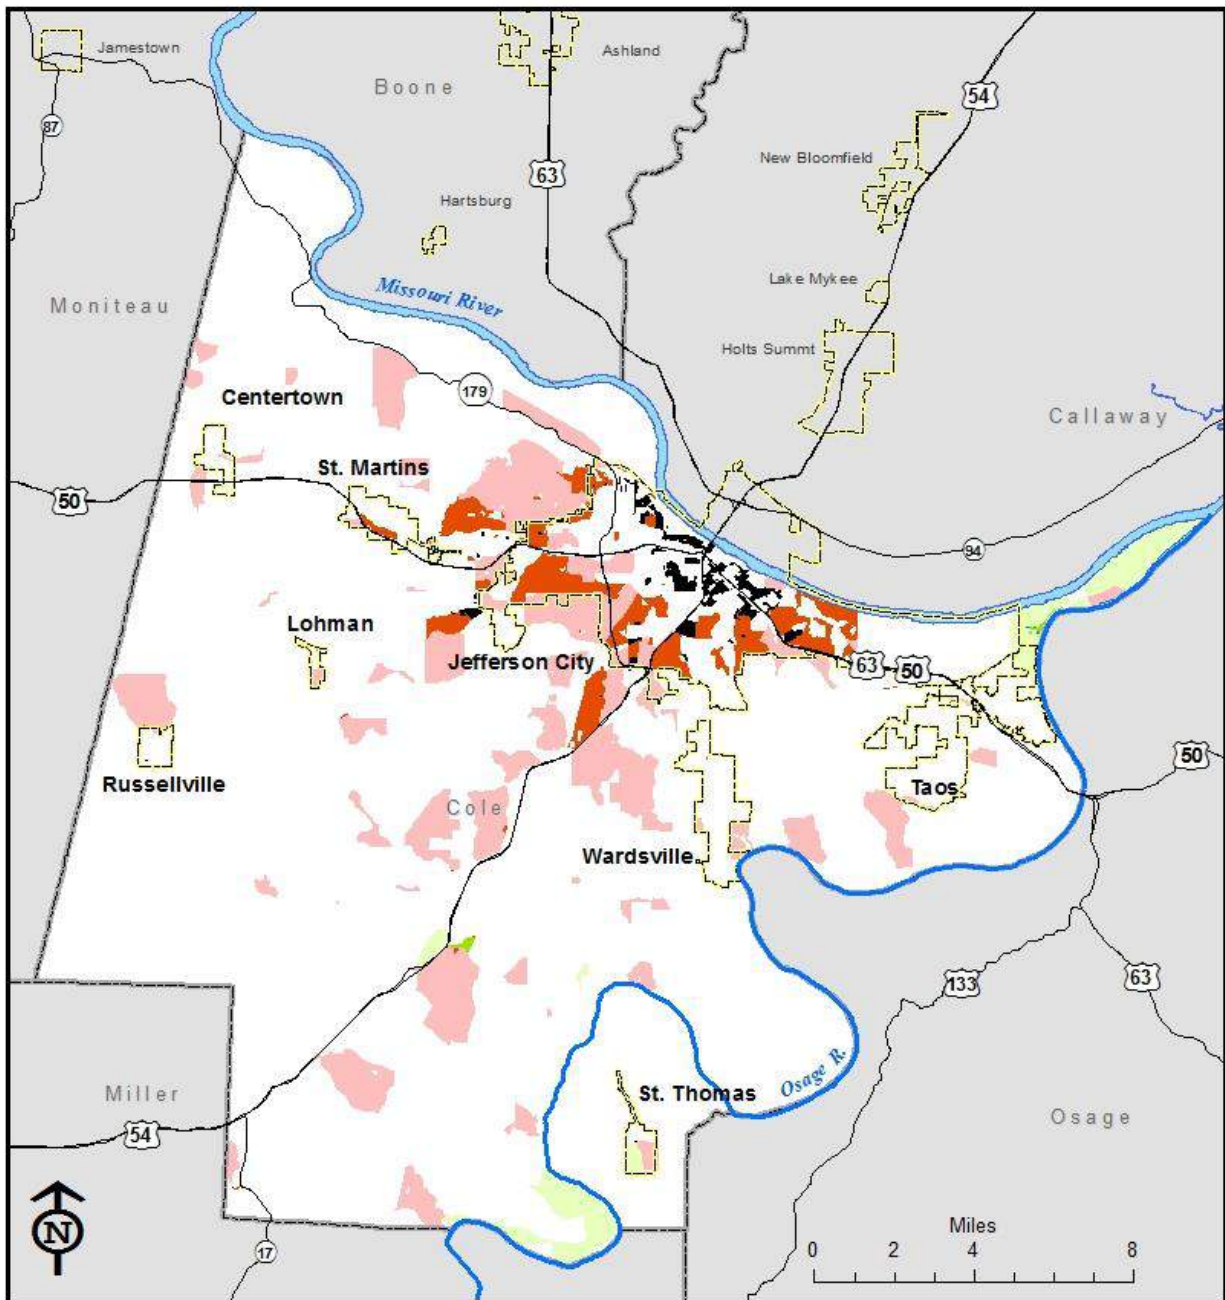 Jamestown
Ashland
Boone
54
87
New Bloomfield
63
Hartsburg
Lake Mykee
Missouri River
Moniteau
Holts Summt
179
Centertown
Callaway
St. Martins
50
94
Lohman
Jefferson City
63
50
50
Russellville
Taos
Cole
Wardsville
133
63
Osage R.
St. Thomas
Miller
Osage
54
N
17
Miles
0 2 4 8